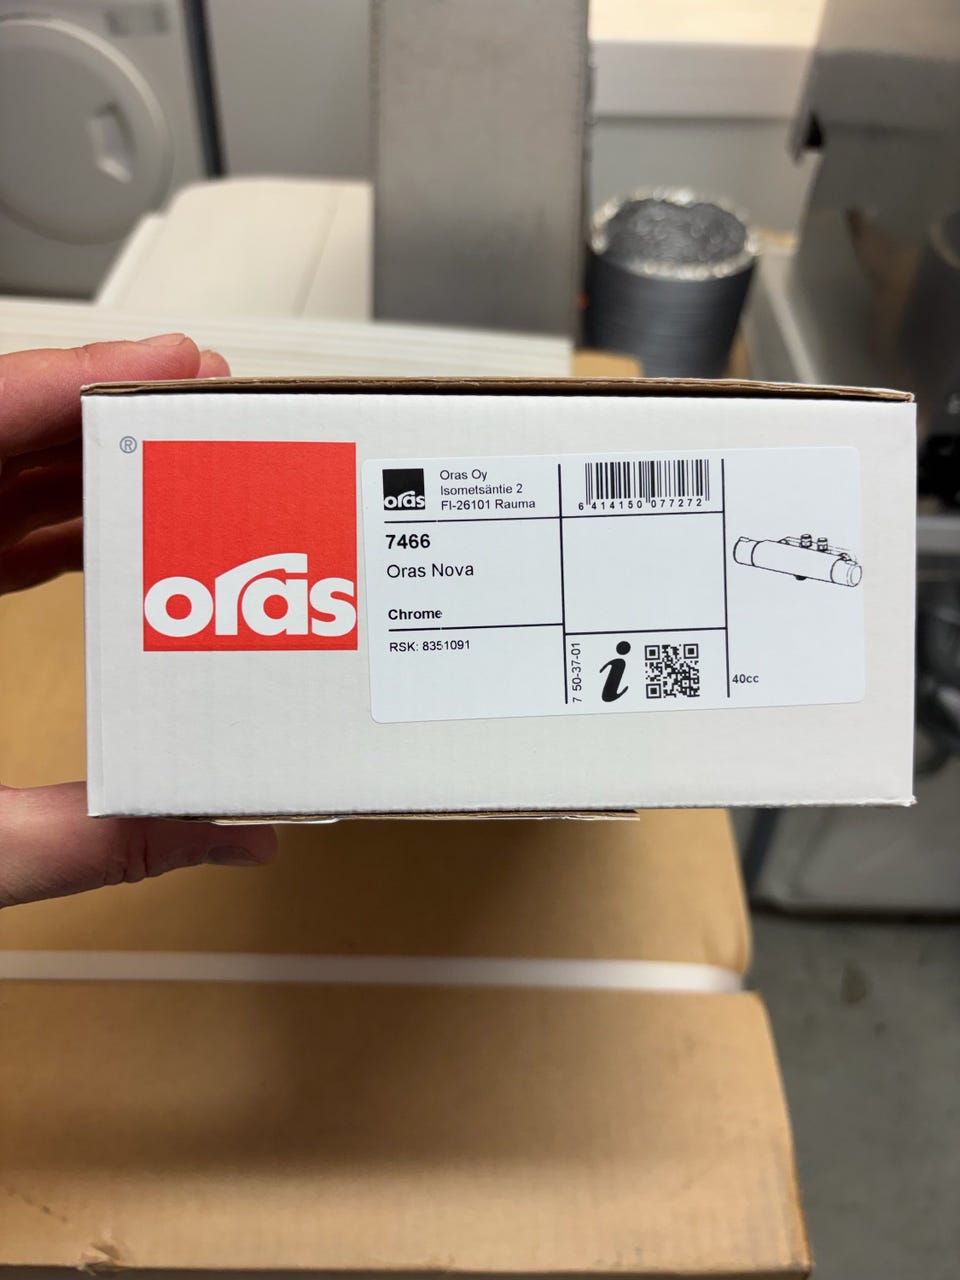 ®
oras
oras
Oras Oy
Isometsäntie 2
FI-26101 Rauma
6 414150 077272
7466
Oras Nova
Chrome
RSK: 8351091
7 50-37-01
i
40cc